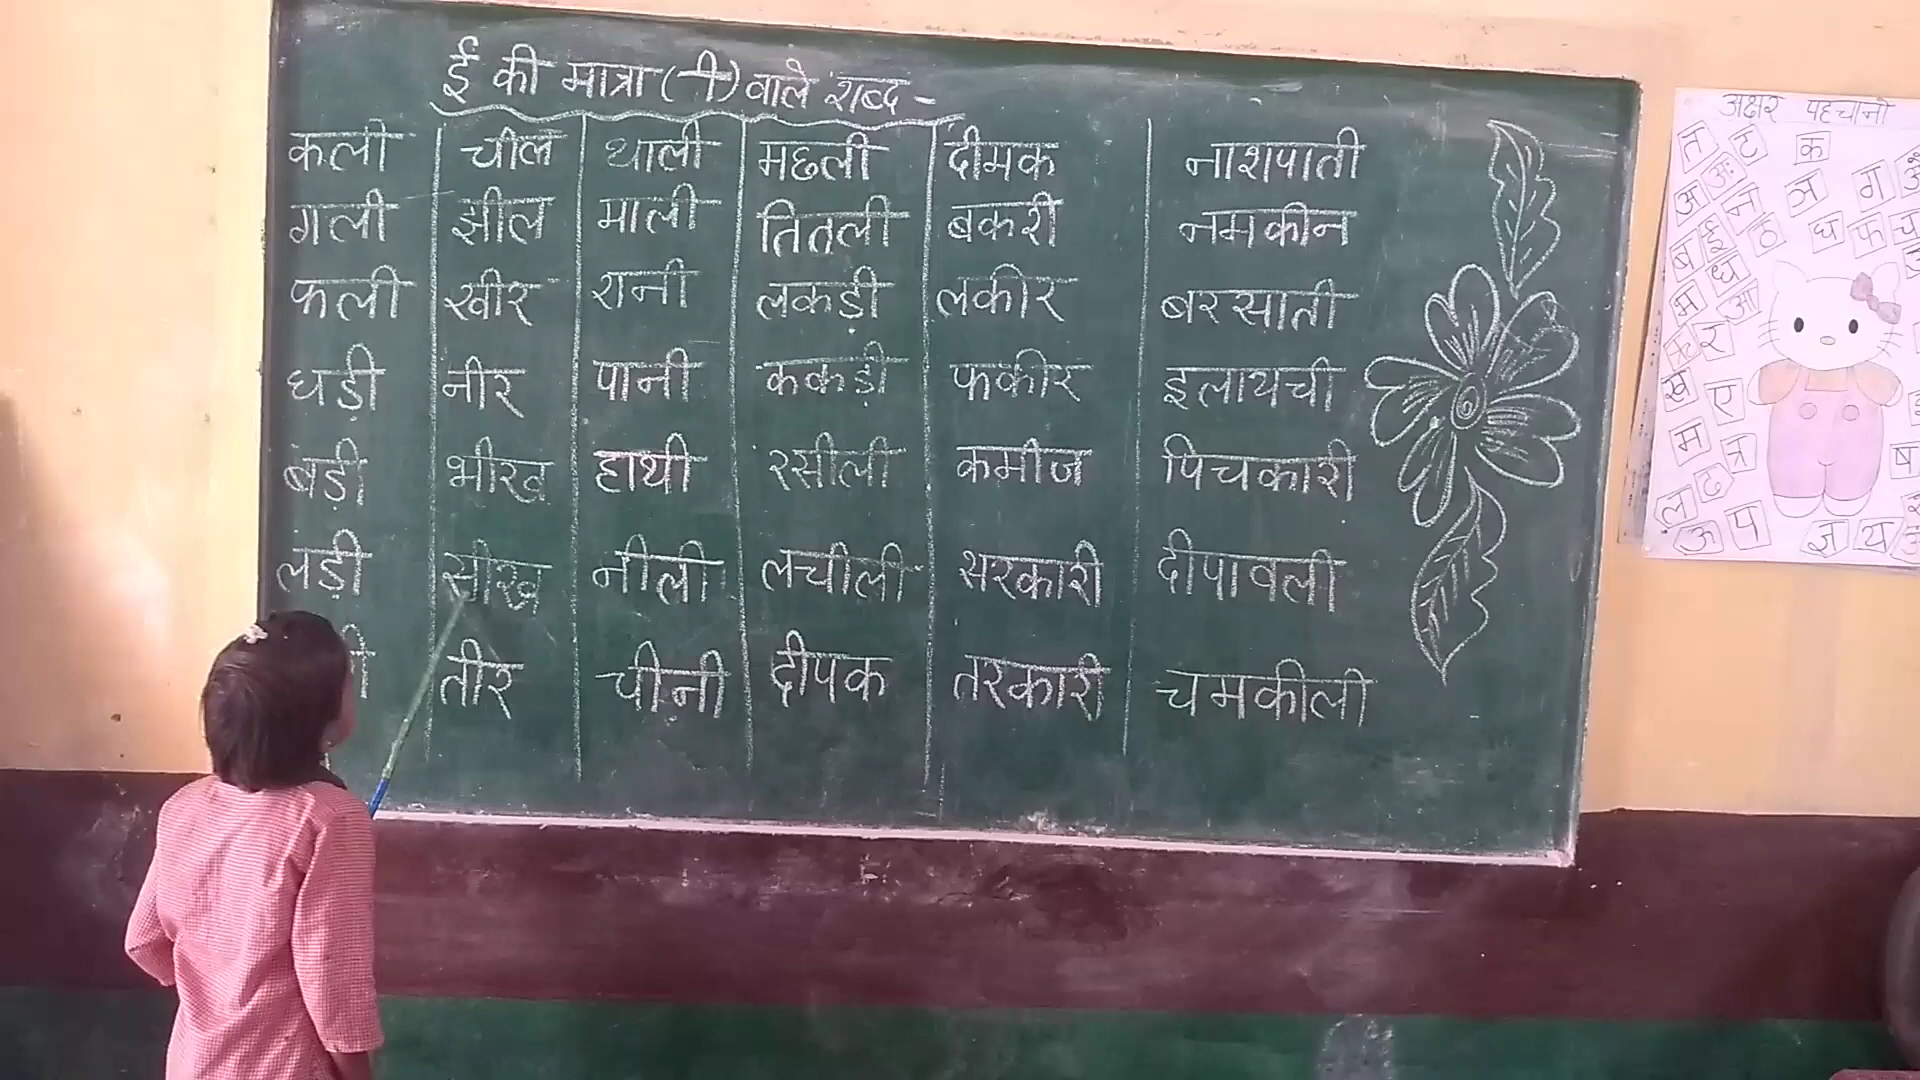 ई की मात्रा (ी) वाले शब्द -
कली चील थाली मछली दीमक नाशपाती
गली झील माली तितली बकरी नमकीन
फली खीर रानी लकड़ी लकीर बरसाती
घड़ी नीर पानी ककड़ी फकीर इलायची
बड़ी भीख हाथी रसीली कमीज पिचकारी
लड़ी सीख नीली लचीली सरकारी दीपावली
तीर चीनी दीपक तरकारी चमकीली
अक्षर पहचानो
त ट क
अ अः न ञ ग
ब इ ठ घ फ च
म ध आ
र
ख ए
म त्र
ल ढ ष
ऊ प ज्ञ य